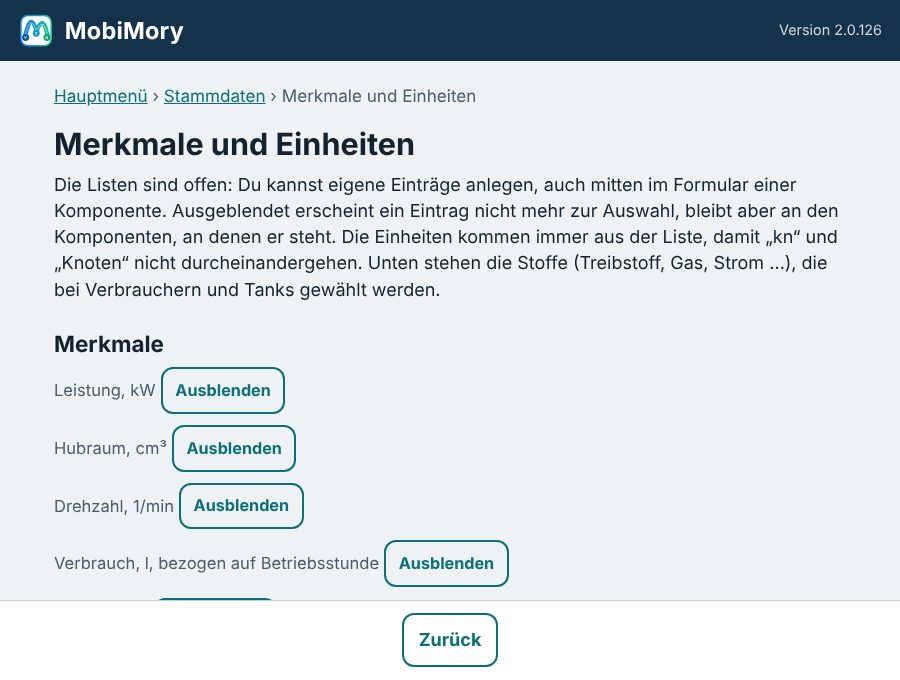 MobiMory
Version 2.0.126
Hauptmenü › Stammdaten › Merkmale und Einheiten
Merkmale und Einheiten
Die Listen sind offen: Du kannst eigene Einträge anlegen, auch mitten im Formular einer
Komponente. Ausgeblendet erscheint ein Eintrag nicht mehr zur Auswahl, bleibt aber an den
Komponenten, an denen er steht. Die Einheiten kommen immer aus der Liste, damit „kn“ und
„Knoten“ nicht durcheinandergehen. Unten stehen die Stoffe (Treibstoff, Gas, Strom ...), die
bei Verbrauchern und Tanks gewählt werden.
Merkmale
Leistung, kW Ausblenden
Hubraum, cm³ Ausblenden
Drehzahl, 1/min Ausblenden
Verbrauch, l, bezogen auf Betriebsstunde Ausblenden
Zurück